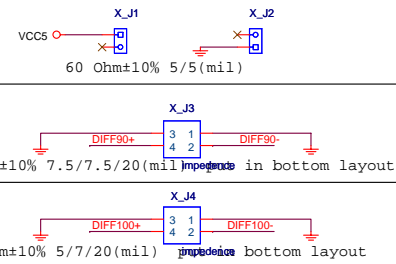 X_J1 X_J2
VCC5
60 Ohm±10% 5/5(mil)
X_J3
3 1
DIFF90+ DIFF90-
4 2
±10% 7.5/7.5/20(mil) impedence in bottom layout
X_J4
3 1
DIFF100+ DIFF100-
4 2
m±10% 5/7/20(mil) impedence bottom layout